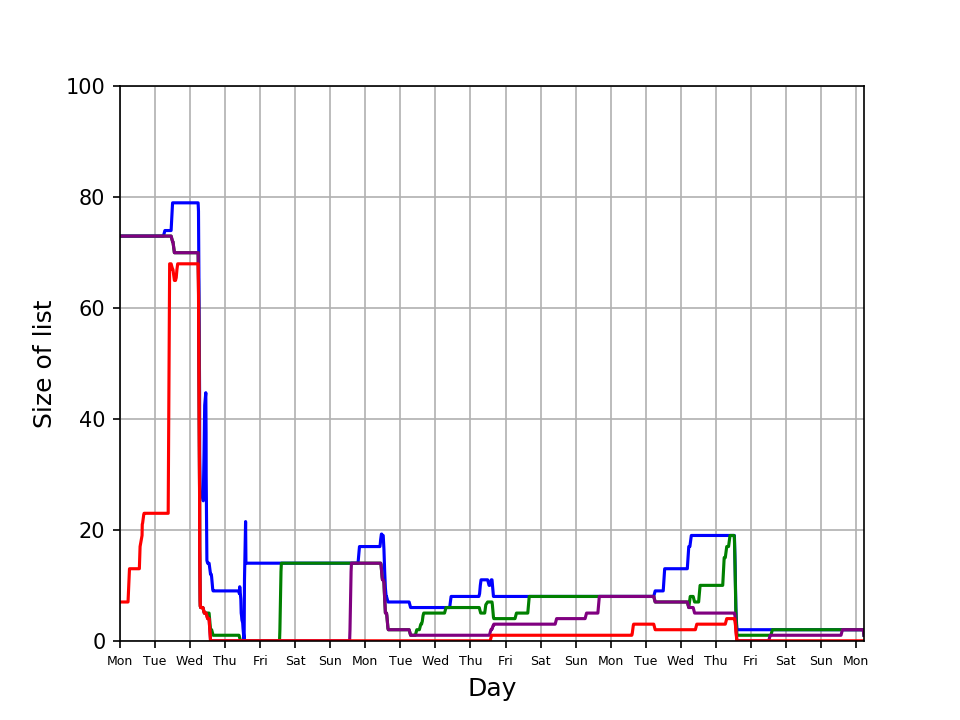 100
80
60
40
20
0
Size of list
Mon Tue Wed Thu Fri Sat Sun Mon Tue Wed Thu Fri Sat Sun Mon Tue Wed Thu Fri Sat Sun Mon
Day